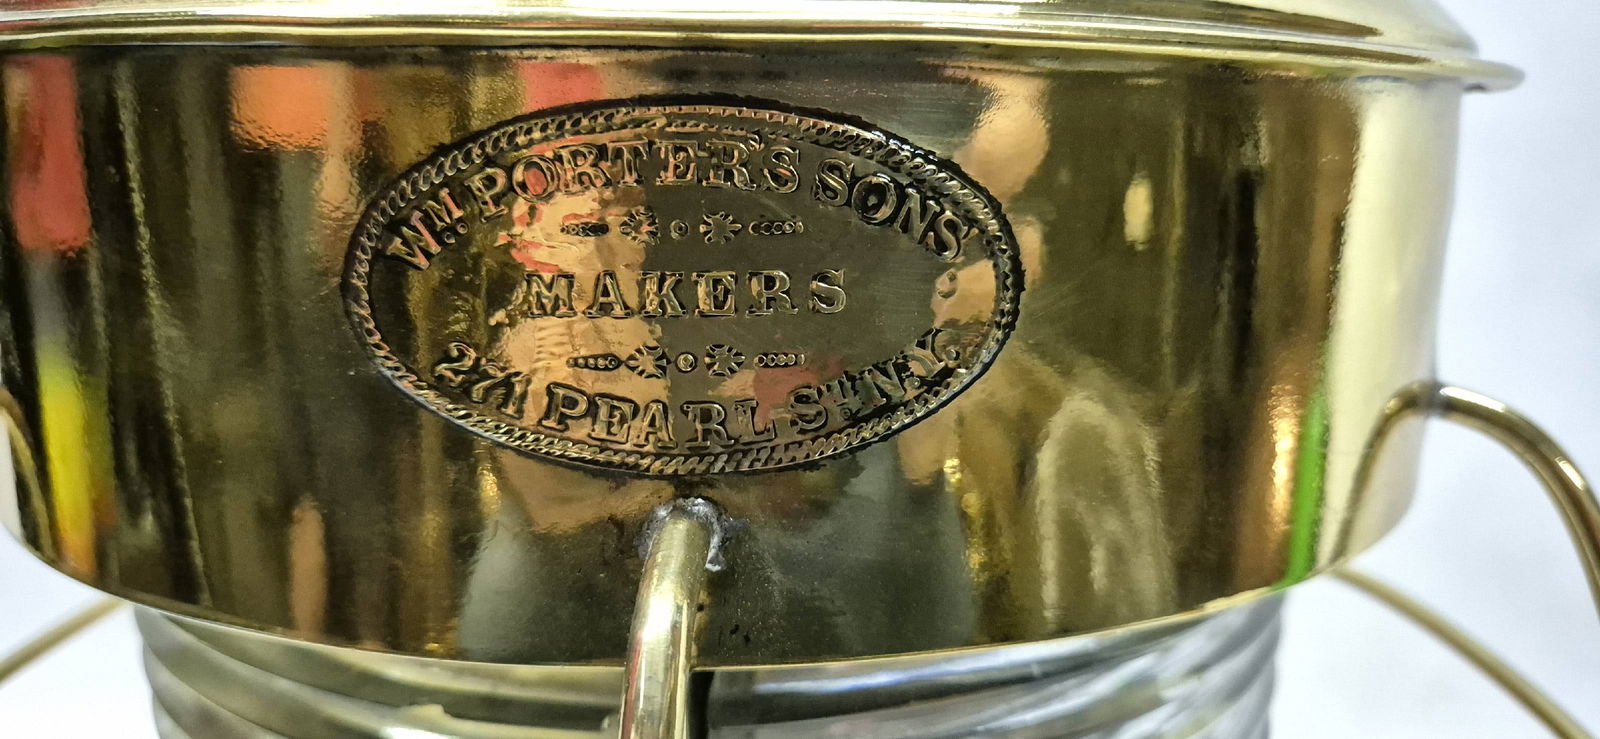 WM PORTER'S SONS
MAKERS
271 PEARL ST. N.Y.